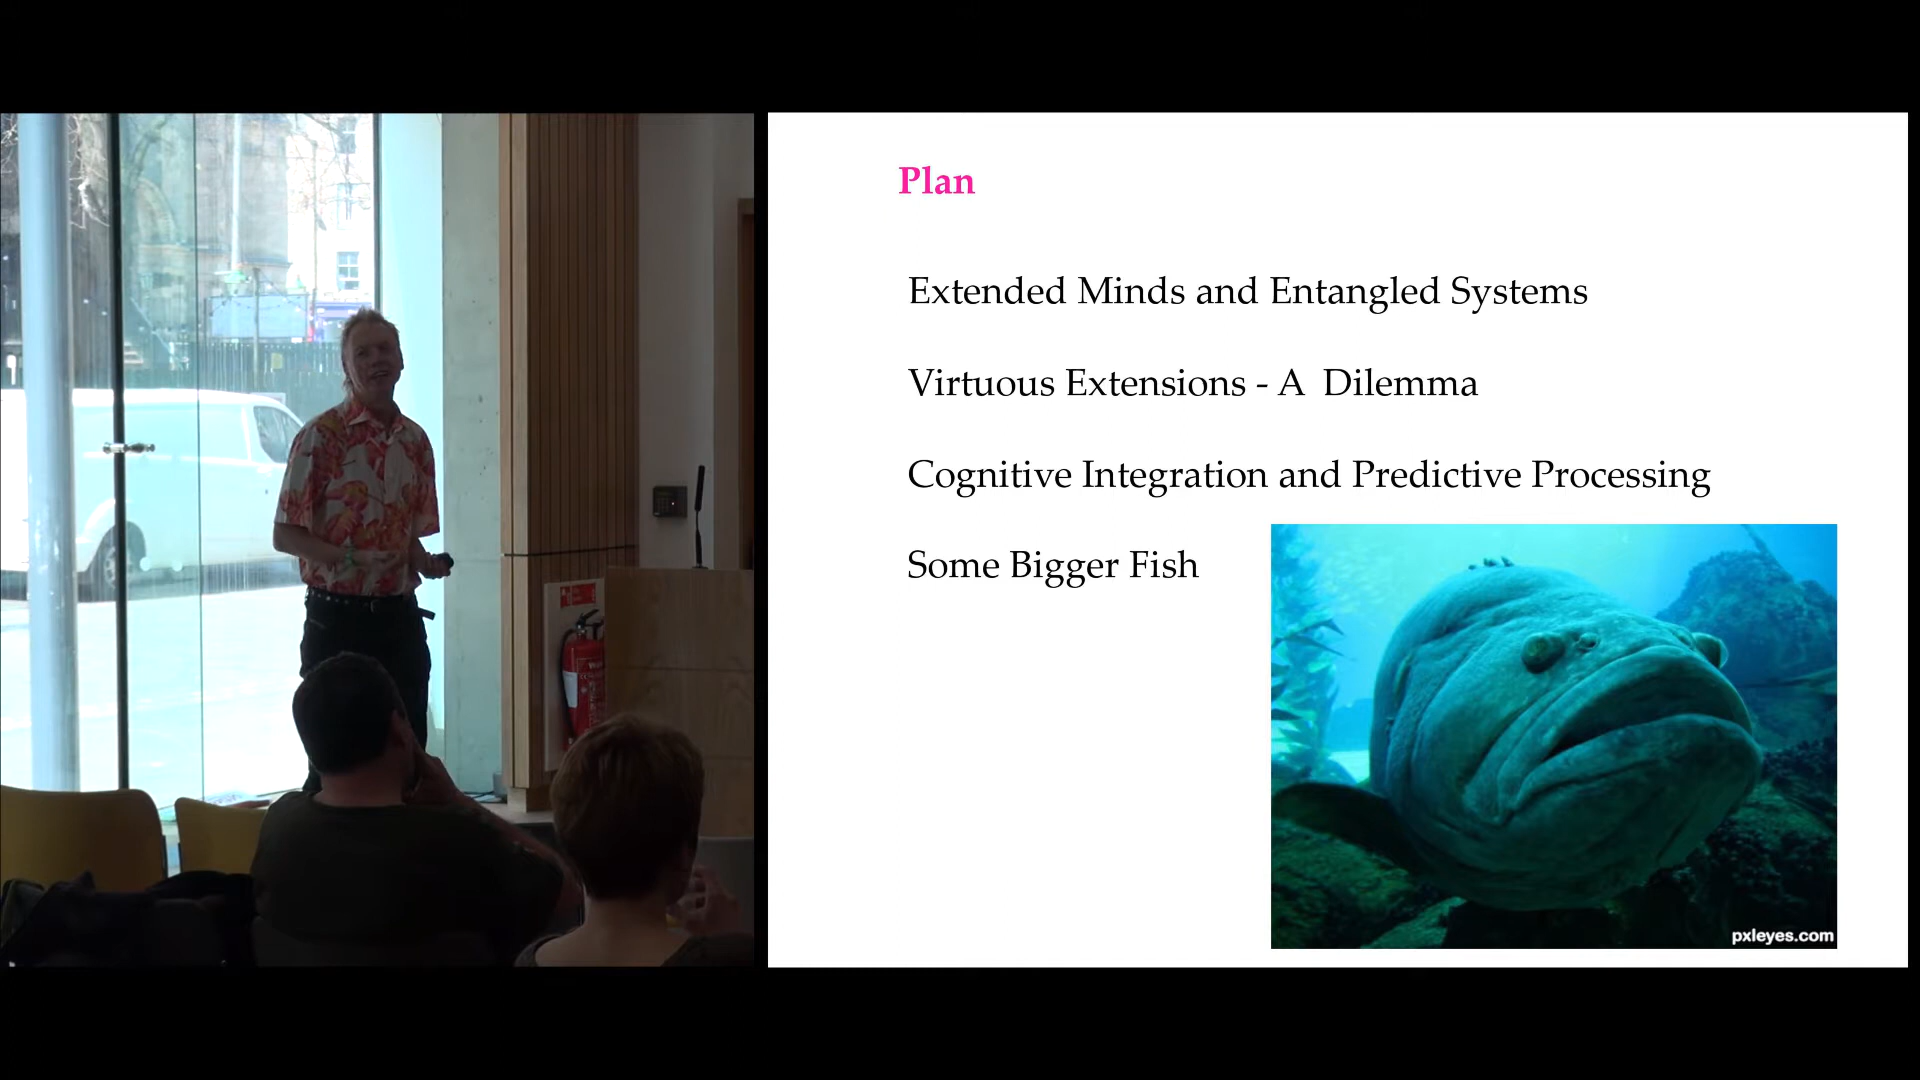 Plan
Extended Minds and Entangled Systems
Virtuous Extensions - A  Dilemma
Cognitive Integration and Predictive Processing
Some Bigger Fish
pxleyes.com